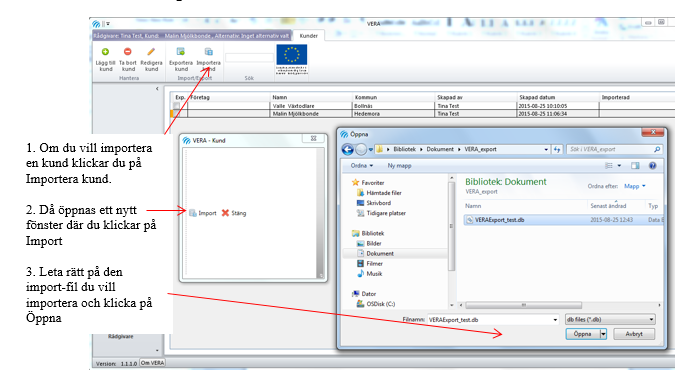 VERA
Rådgivare: Tina Test, Kund: Malin Mjölkbonde, Alternativ: Inget alternativ valt
Kunder
Lägg till kund
Ta bort kund
Redigera kund
Exportera kund
Importera kund
Hantera
Import/Export
Sök
Exp. Företag Namn Kommun Skapad av Skapad datum Importerad
Valle Växtodlare Bollnäs Tina Test 2015-08-25 10:10:05
Malin Mjölkbonde Hedemora Tina Test 2015-08-25 11:06:34
1. Om du vill importera
en kund klickar du på
Importera kund.
2. Då öppnas ett nytt
fönster där du klickar på
Import
3. Leta rätt på den
import-fil du vill
importera och klicka på
Öppna
VERA - Kund
Import Stäng
Öppna
Bibliotek Dokument VERA_export
Sök i VERA_export
Ordna Ny mapp
Favoriter
Hämtade filer
Skrivbord
Tidigare platser
Bibliotek
Bilder
Dokument
Filmer
Musik
Dator
OSDisk (C:)
Bibliotek: Dokument
VERA_export
Ordna efter: Mapp
Namn Senast ändrad Typ
VERAExport_test.db 2015-08-25 12:43 Data B
Filnamn: VERAExport_test.db
db files (*.db)
Öppna Avbryt
Rådgivare
Version: 1.1.1.0 Om VERA